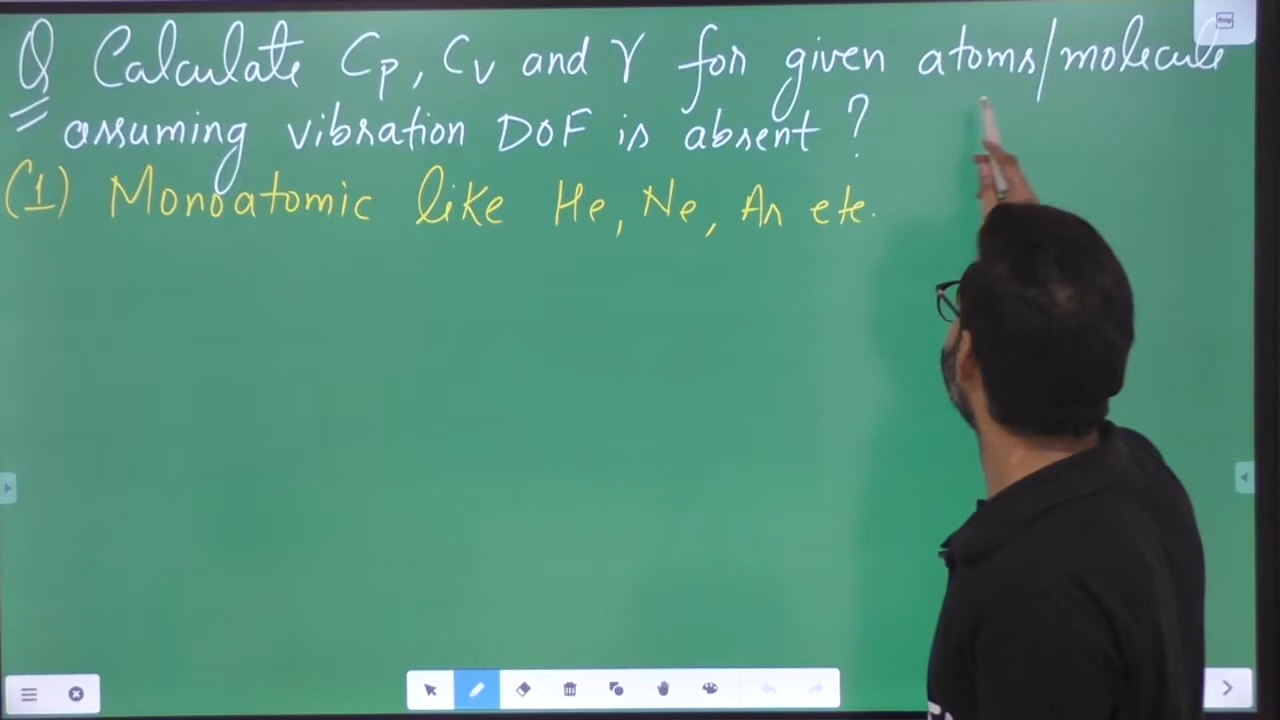 Q Calculate Cp, Cv and γ for given atoms/molecule
assuming vibration DOF is absent ?
(1) Monoatomic like He, Ne, Ar etc.